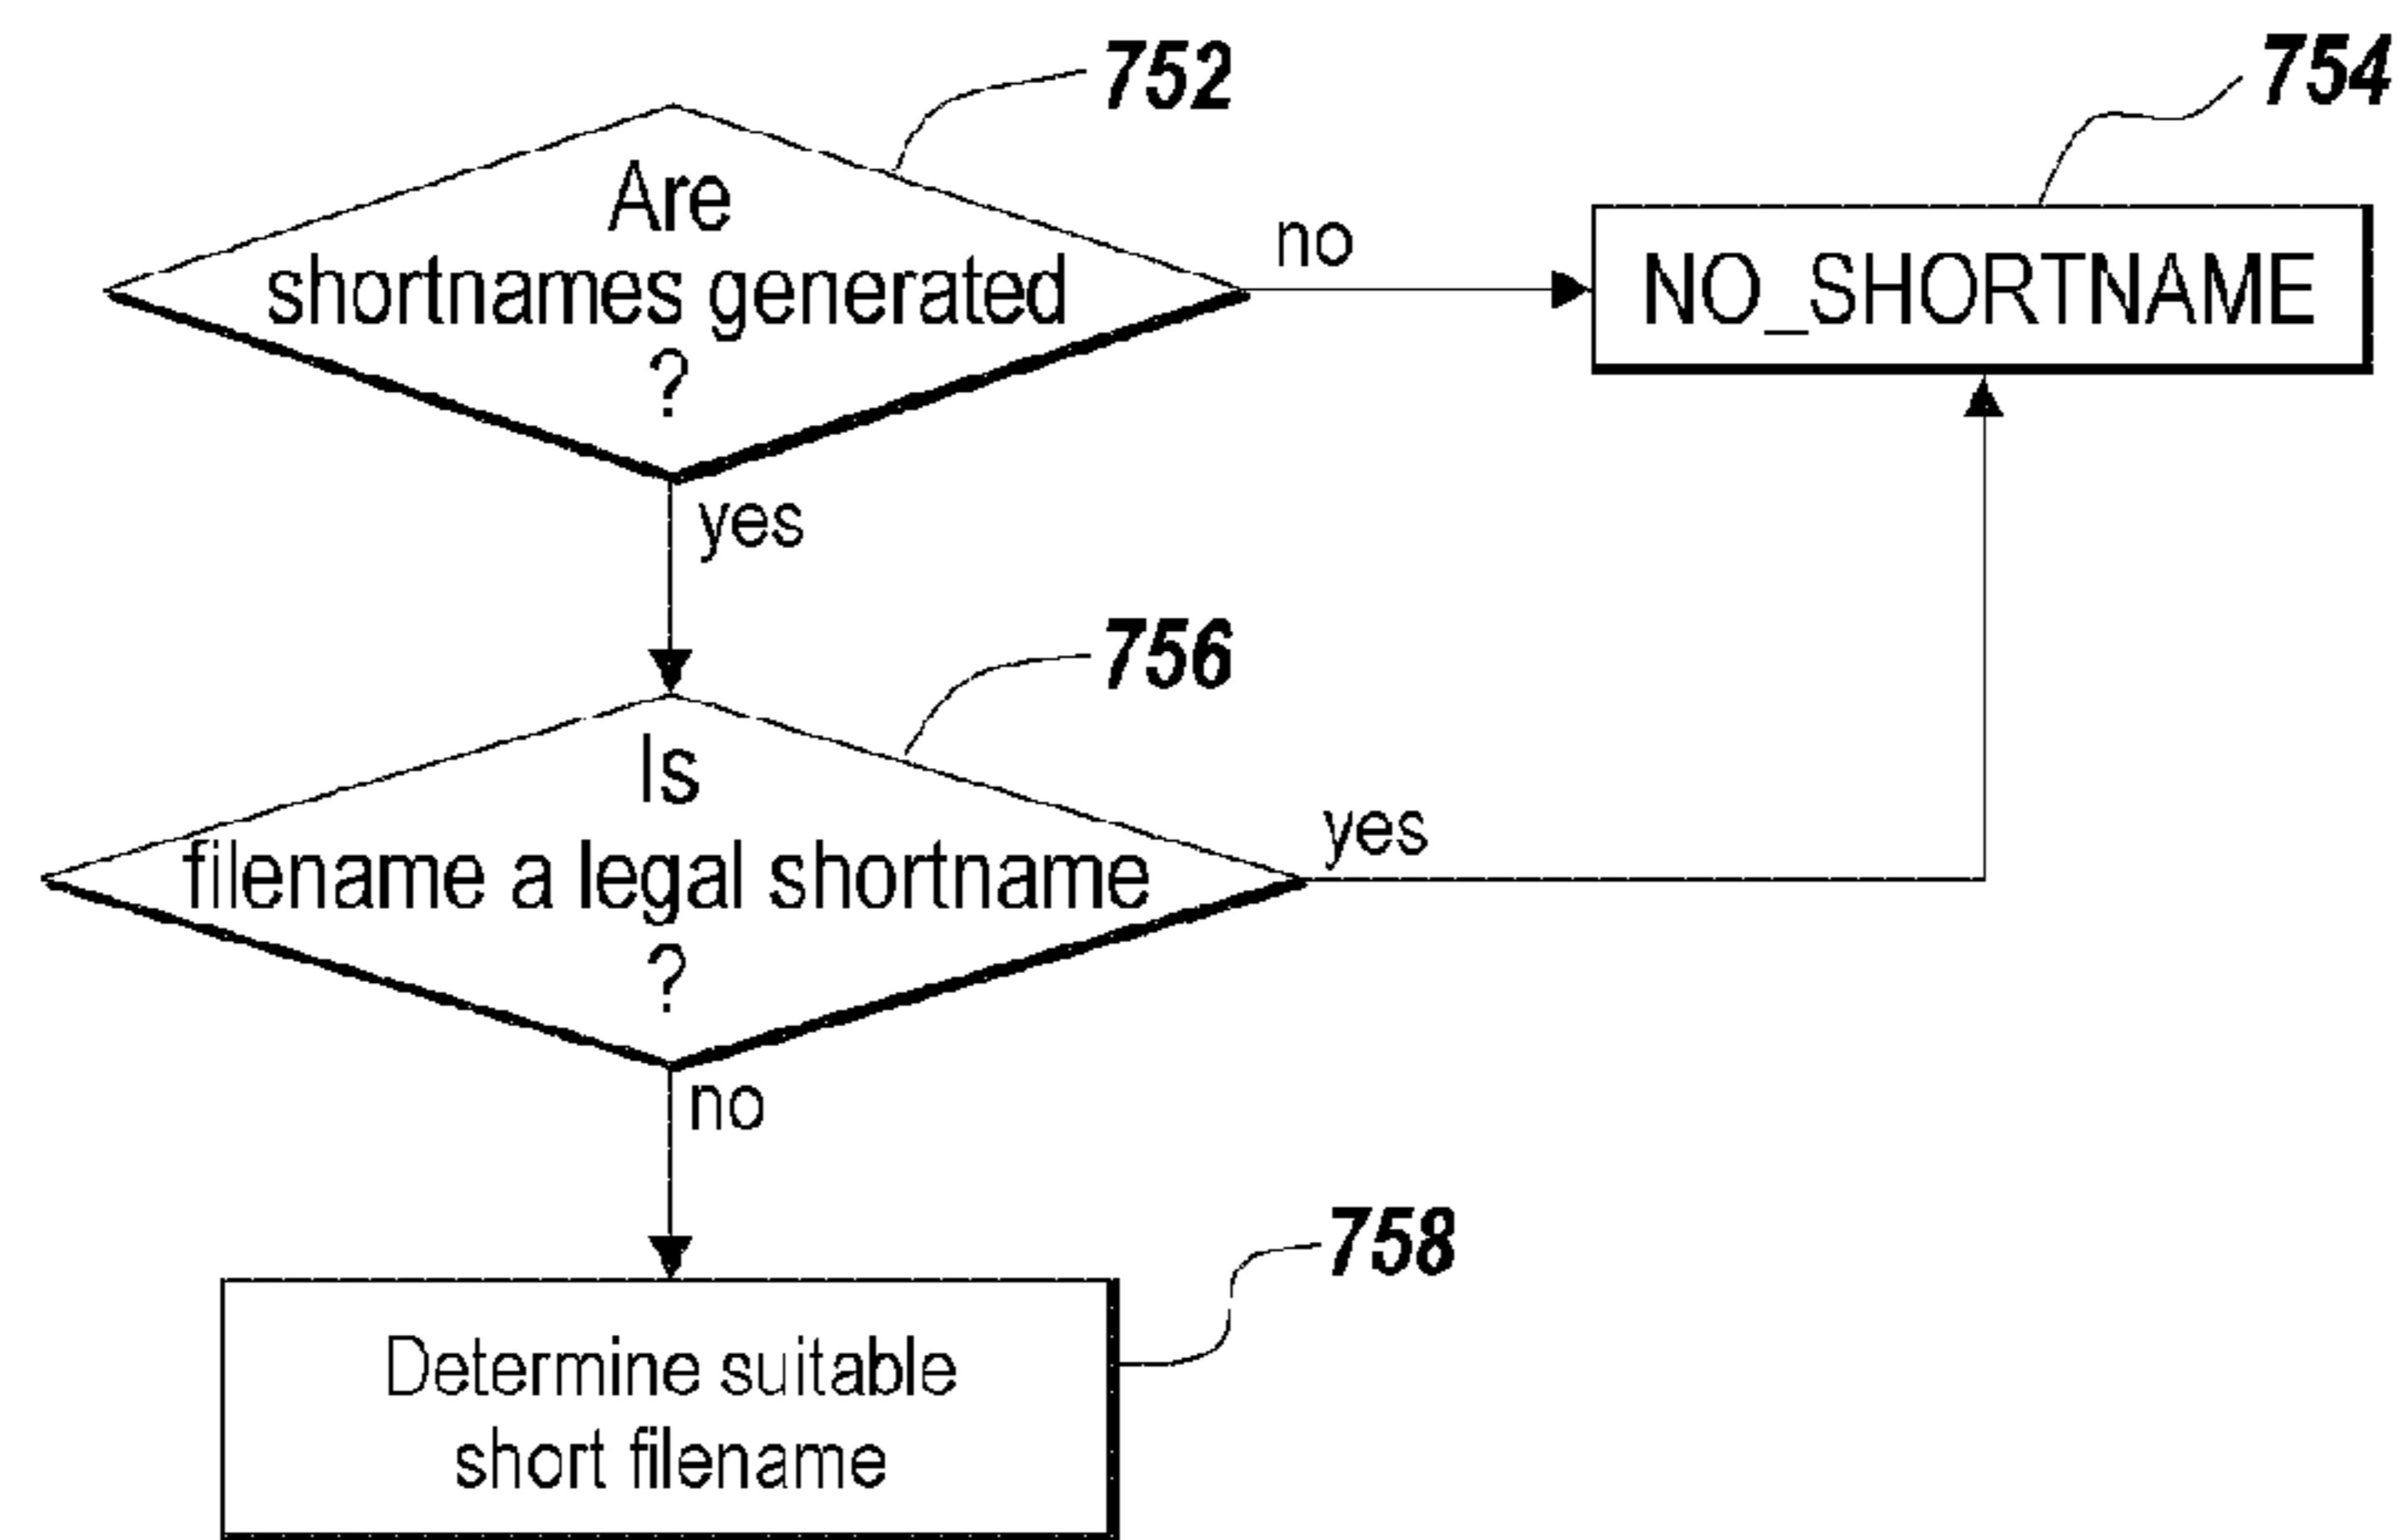 752
754
Are
shortnames generated
?
no
NO_SHORTNAME
yes
756
Is
filename a legal shortname
?
yes
no
758
Determine suitable
short filename